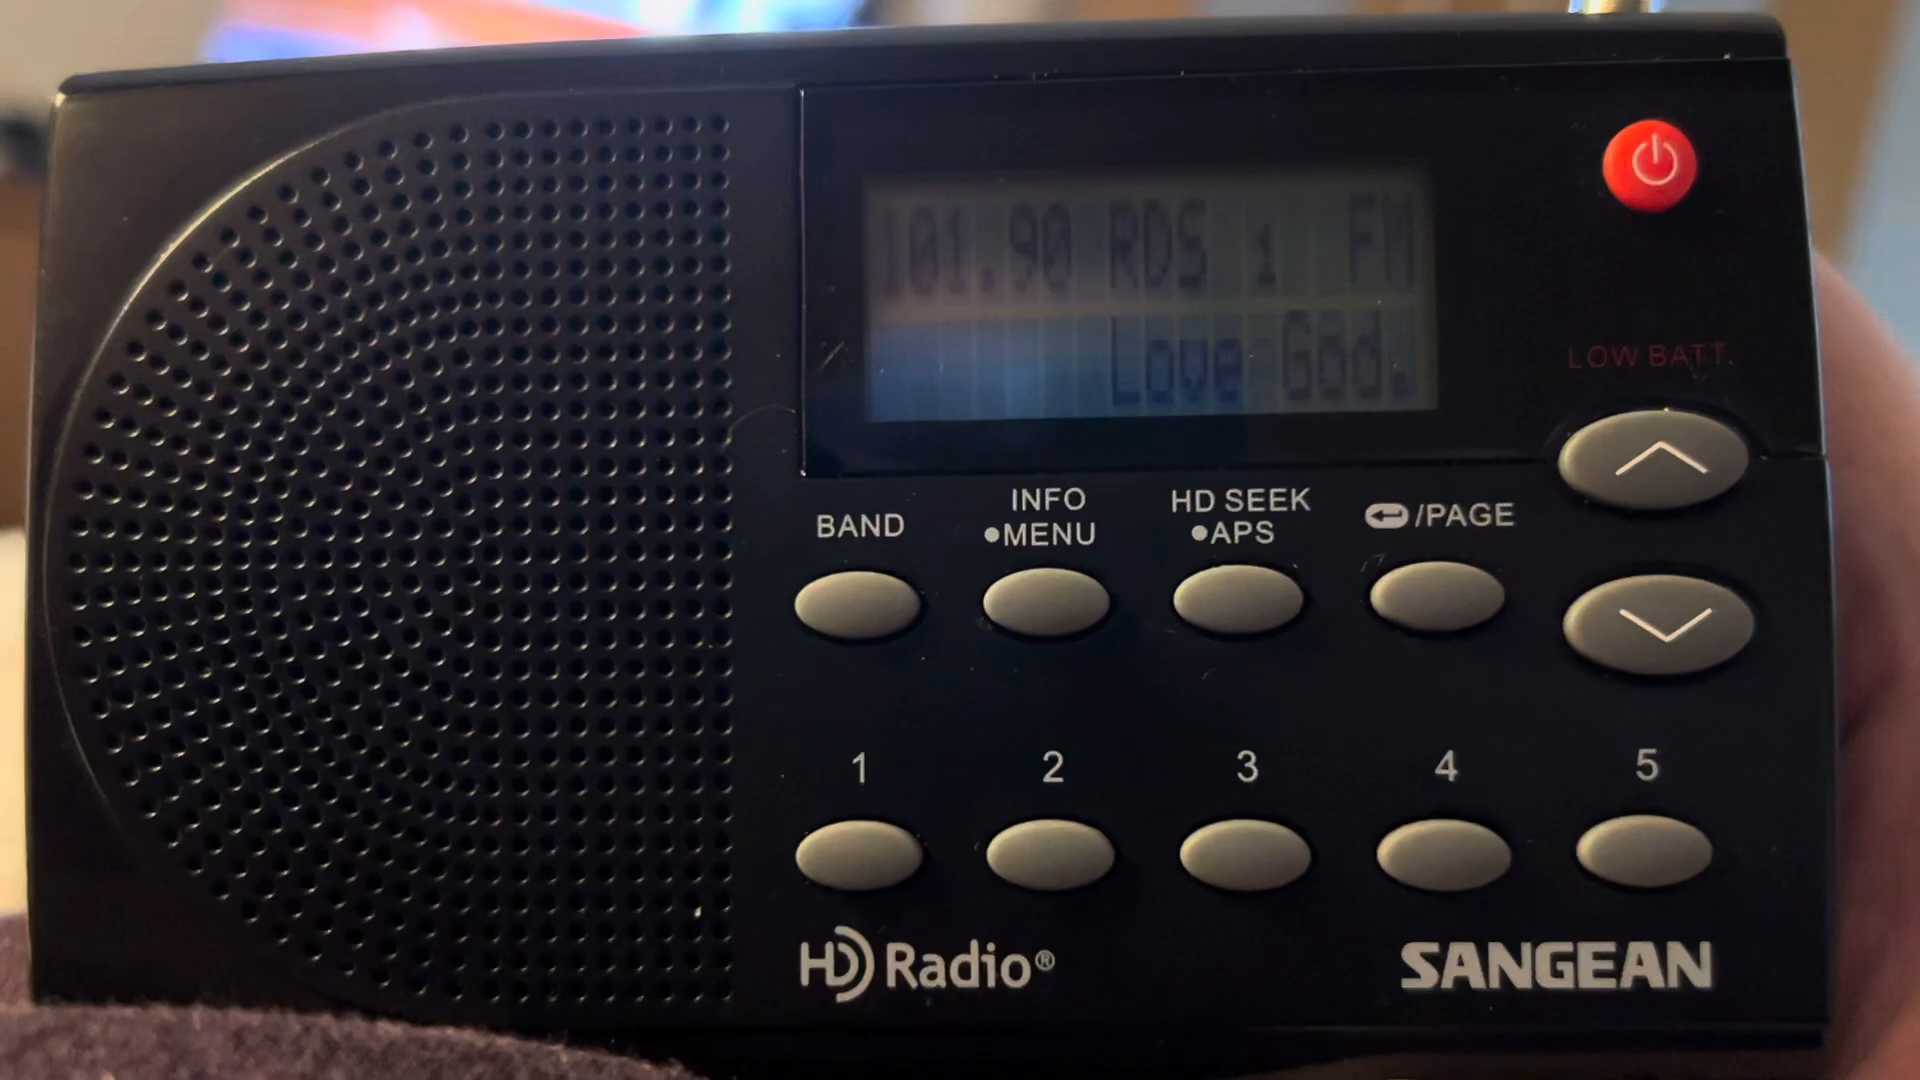 101.90 RDS FM
Love God.
LOW BATT.
BAND
INFO
•MENU
HD SEEK
•APS
/PAGE
1 2 3 4 5
HD Radio®
SANGEAN